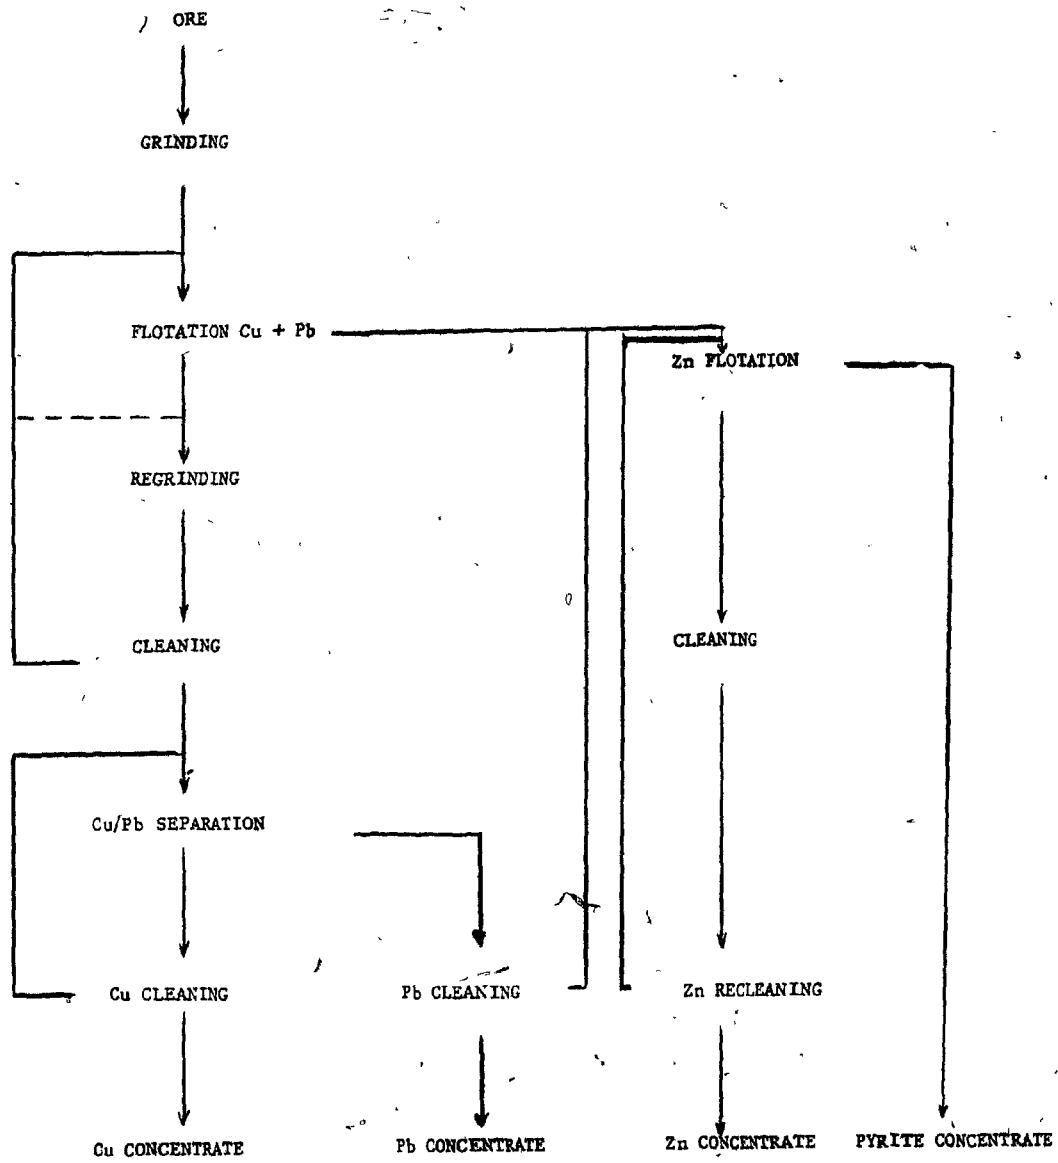 ORE
GRINDING
FLOTATION Cu + Pb
Zn FLOTATION
REGRINDING
CLEANING
CLEANING
Cu/Pb SEPARATION
Cu CLEANING
Pb CLEANING
Zn RECLEANING
Cu CONCENTRATE
Pb CONCENTRATE
Zn CONCENTRATE
PYRITE CONCENTRATE